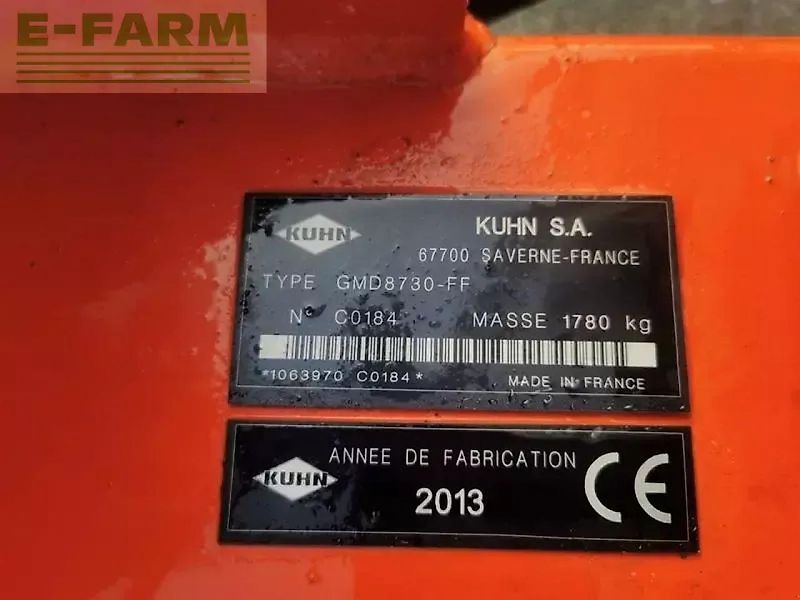 E-FARM
KUHN
KUHN S.A.
67700 SAVERNE-FRANCE
TYPE GMD8730-FF
N° C0184 MASSE 1780 kg
*1063970 C0184*
MADE IN FRANCE
KUHN
ANNEE DE FABRICATION
2013
CE